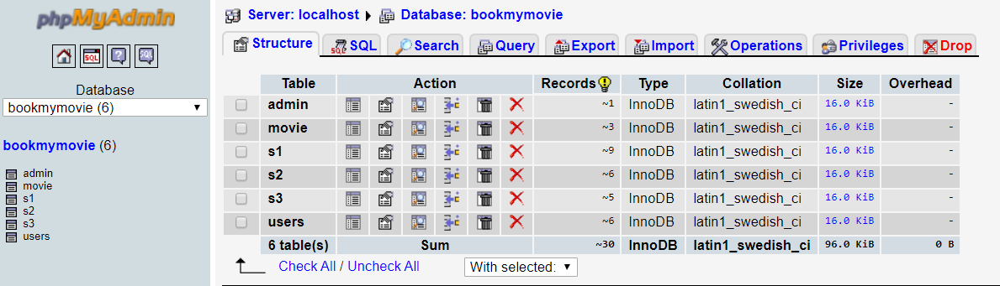 phpMyAdmin
SQL
?
SQL
Database
bookmymovie (6)
bookmymovie (6)
admin
movie
s1
s2
s3
users
Server: localhost ▶ Database: bookmymovie
Structure SQL Search Query Export Import Operations Privileges Drop
Table Action Records Type Collation Size Overhead
admin ~1 InnoDB latin1_swedish_ci 16.0 KiB -
movie ~3 InnoDB latin1_swedish_ci 16.0 KiB -
s1 ~9 InnoDB latin1_swedish_ci 16.0 KiB -
s2 ~6 InnoDB latin1_swedish_ci 16.0 KiB -
s3 ~5 InnoDB latin1_swedish_ci 16.0 KiB -
users ~6 InnoDB latin1_swedish_ci 16.0 KiB -
6 table(s) Sum ~30 InnoDB latin1_swedish_ci 96.0 KiB 0 B
Check All / Uncheck All With selected: